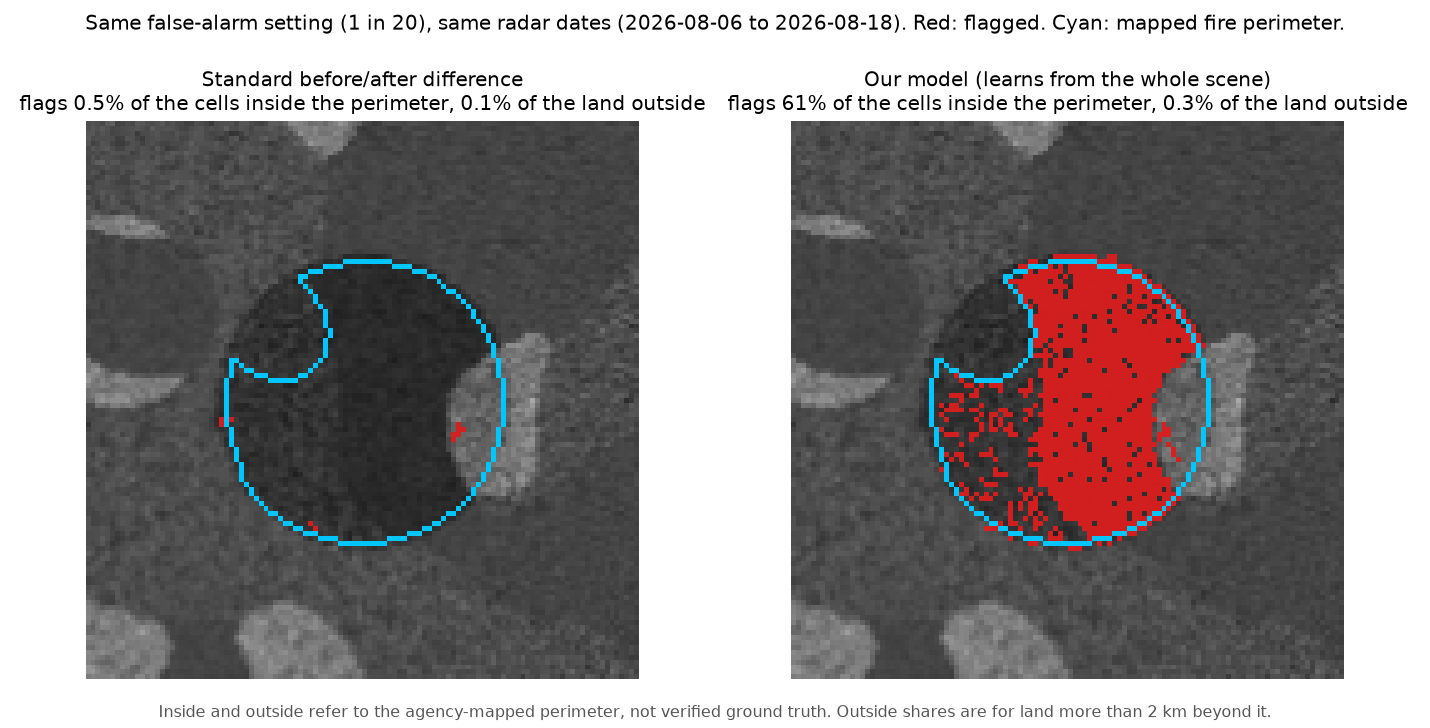 Same false-alarm setting (1 in 20), same radar dates (2026-08-06 to 2026-08-18). Red: flagged. Cyan: mapped fire perimeter.
Standard before/after difference
flags 0.5% of the cells inside the perimeter, 0.1% of the land outside
Our model (learns from the whole scene)
flags 61% of the cells inside the perimeter, 0.3% of the land outside
Inside and outside refer to the agency-mapped perimeter, not verified ground truth. Outside shares are for land more than 2 km beyond it.